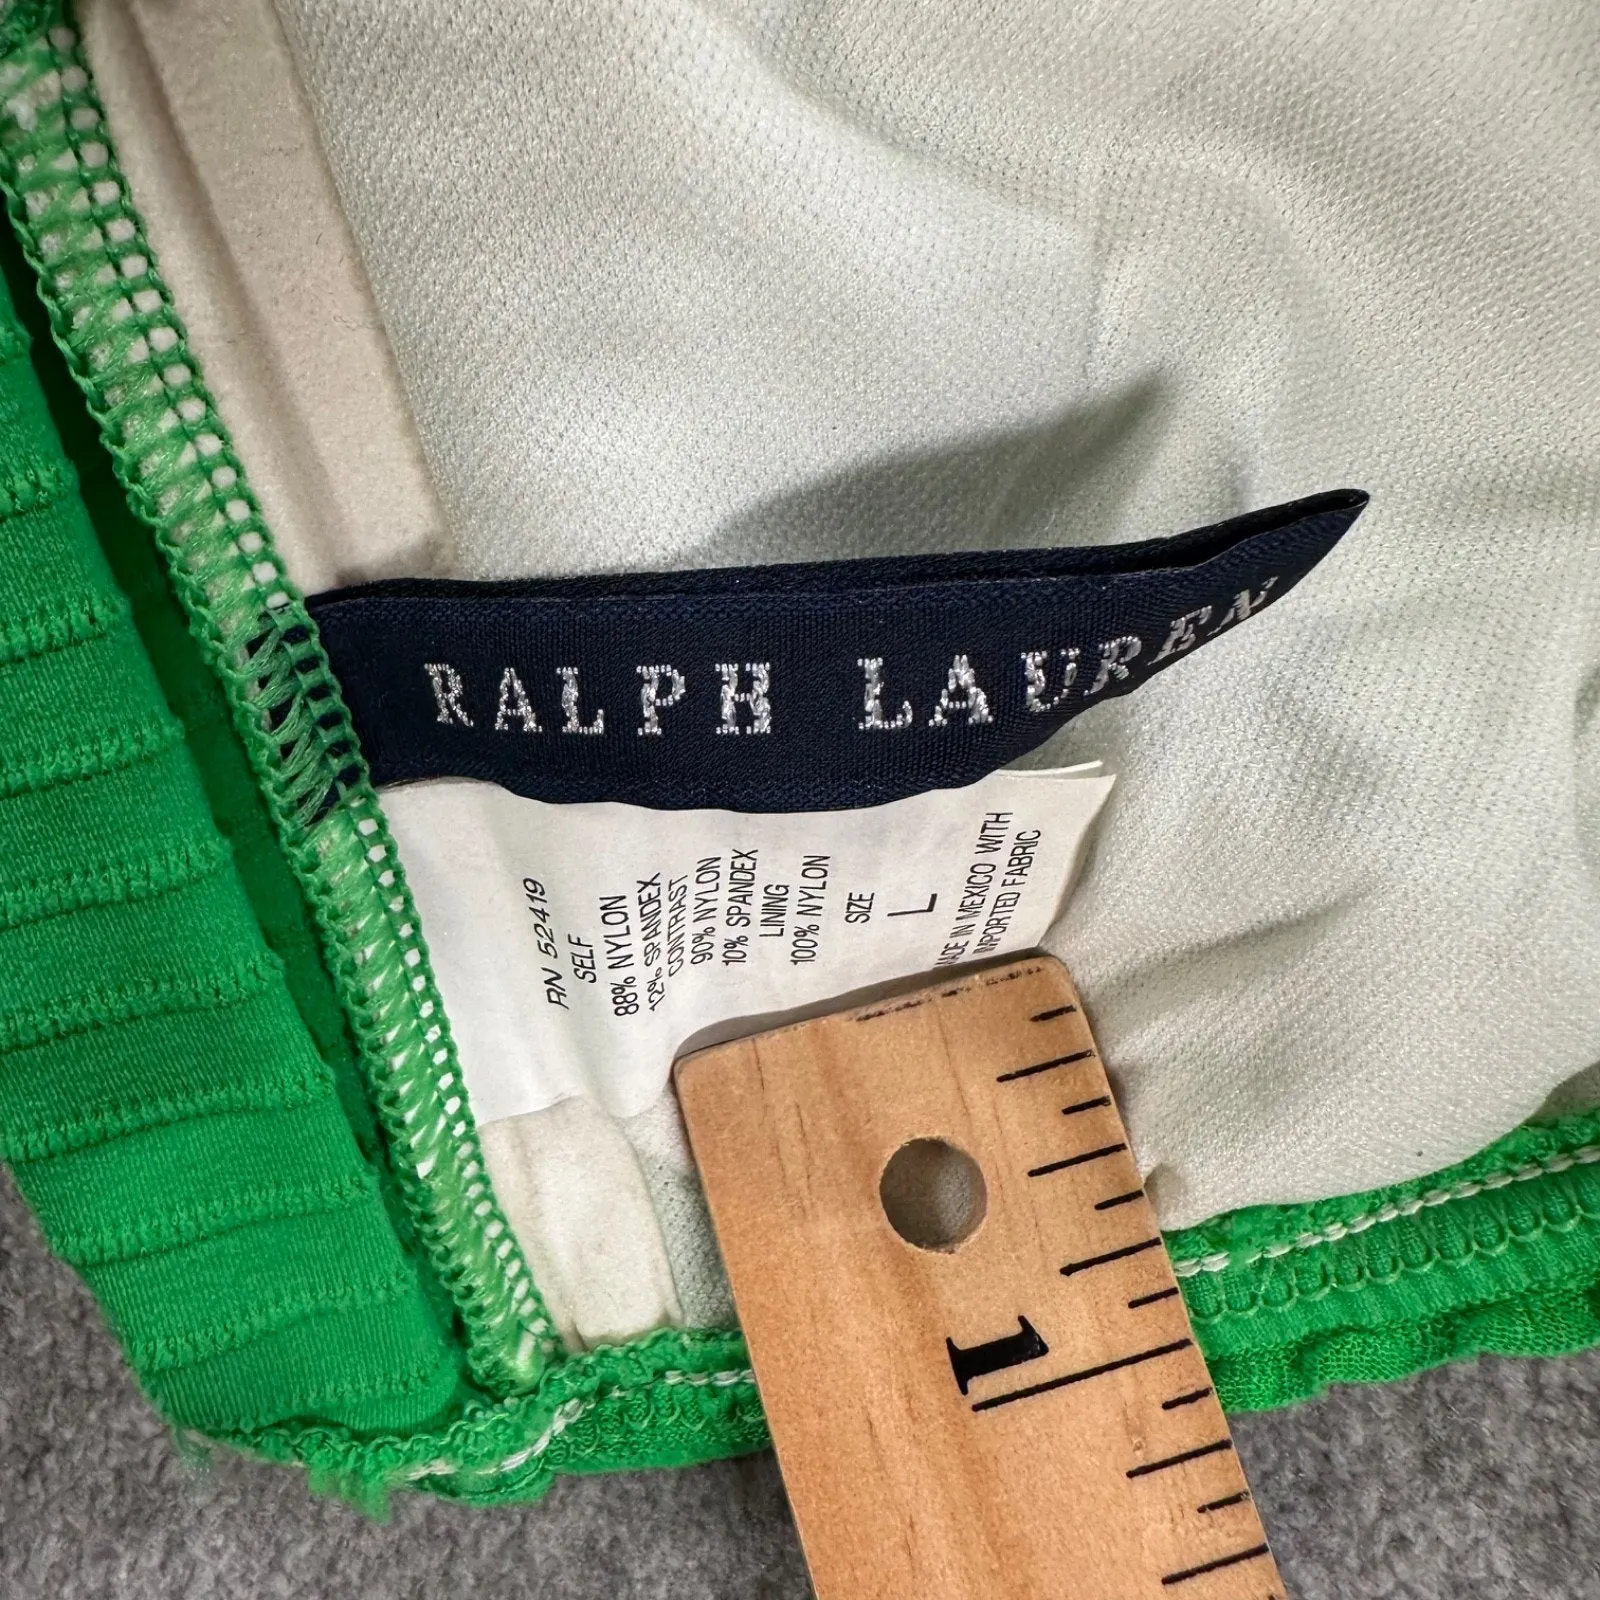 RALPH LAUREN
RN 52419
SELF
88% NYLON
12% SPANDEX
CONTRAST
90% NYLON
10% SPANDEX
LINING
100% NYLON
SIZE
L
MADE IN MEXICO WITH
IMPORTED FABRIC
1